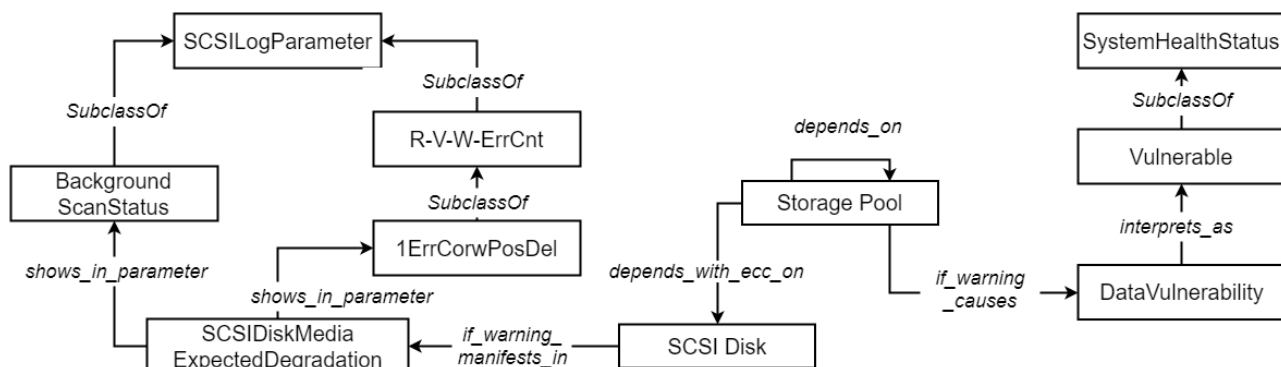 SCSILogParameter
SystemHealthStatus
SubclassOf
SubclassOf
SubclassOf
R-V-W-ErrCnt
depends_on
Vulnerable
Background
ScanStatus
SubclassOf
Storage Pool
interprets_as
1ErrCorwPosDel
shows_in_parameter
depends_with_ecc_on
if_warning
_causes
DataVulnerability
shows_in_parameter
SCSIDiskMedia
ExpectedDegradation
if_warning_
manifests_in
SCSI Disk